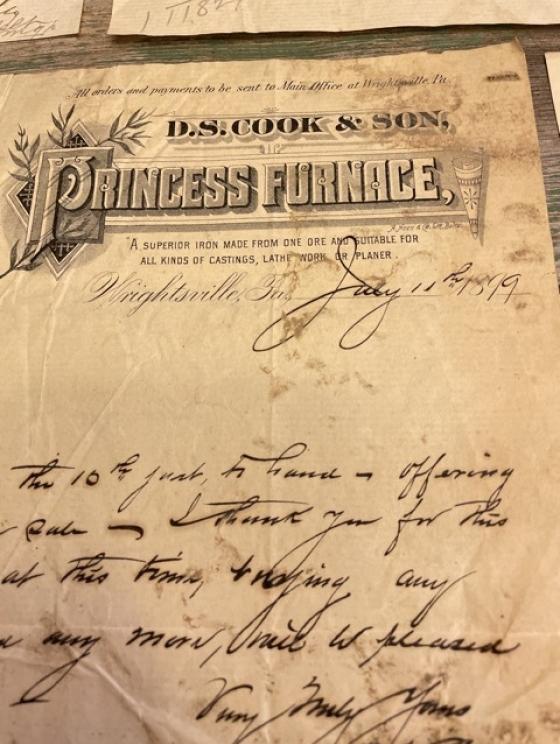 All orders and payments to be sent to Main Office at Wrightsville, Pa.
D.S. COOK & SON,
PRINCESS FURNACE,
"A SUPERIOR IRON MADE FROM ONE ORE AND SUITABLE FOR
ALL KINDS OF CASTINGS, LATHE WORK OR PLANER.
Wrightsville, Pa. July 11th 1899
the 10th just, to hand - offering
sale - I thank you for this
at this time, buying any
any more, will be pleased
Very Truly Yours